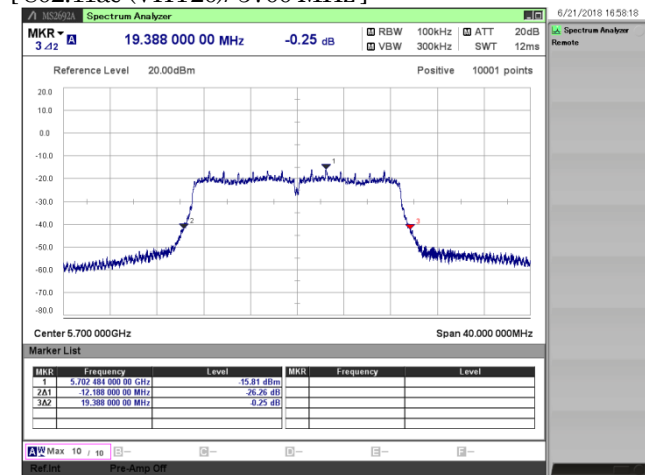 [ 802.11ac (VHT20)/ 5700 MHz ]
MS2692A Spectrum Analyzer
6/21/2018 16:58:18
MKR 3 Δ2 A 19.388 000 00 MHz -0.25 dB
M RBW 100kHz M ATT 20dB
M VBW 300kHz SWT 12ms
Spectrum Analyzer
Remote
Reference Level 20.00dBm Positive 10001 points
20.0
10.0
0.0
-10.0
-20.0
-30.0
-40.0
-50.0
-60.0
-70.0
-80.0
1
2
3
Center 5.700 000GHz Span 40.000 000MHz
Marker List
MKR Frequency Level MKR Frequency Level
1 5.702 484 000 00 GHz -15.81 dBm
2Δ1 -12.188 000 00 MHz -26.26 dB
3Δ2 19.388 000 00 MHz -0.25 dB
A W Max 10 / 10 B— C— D— E— F—
Ref.Int Pre-Amp Off